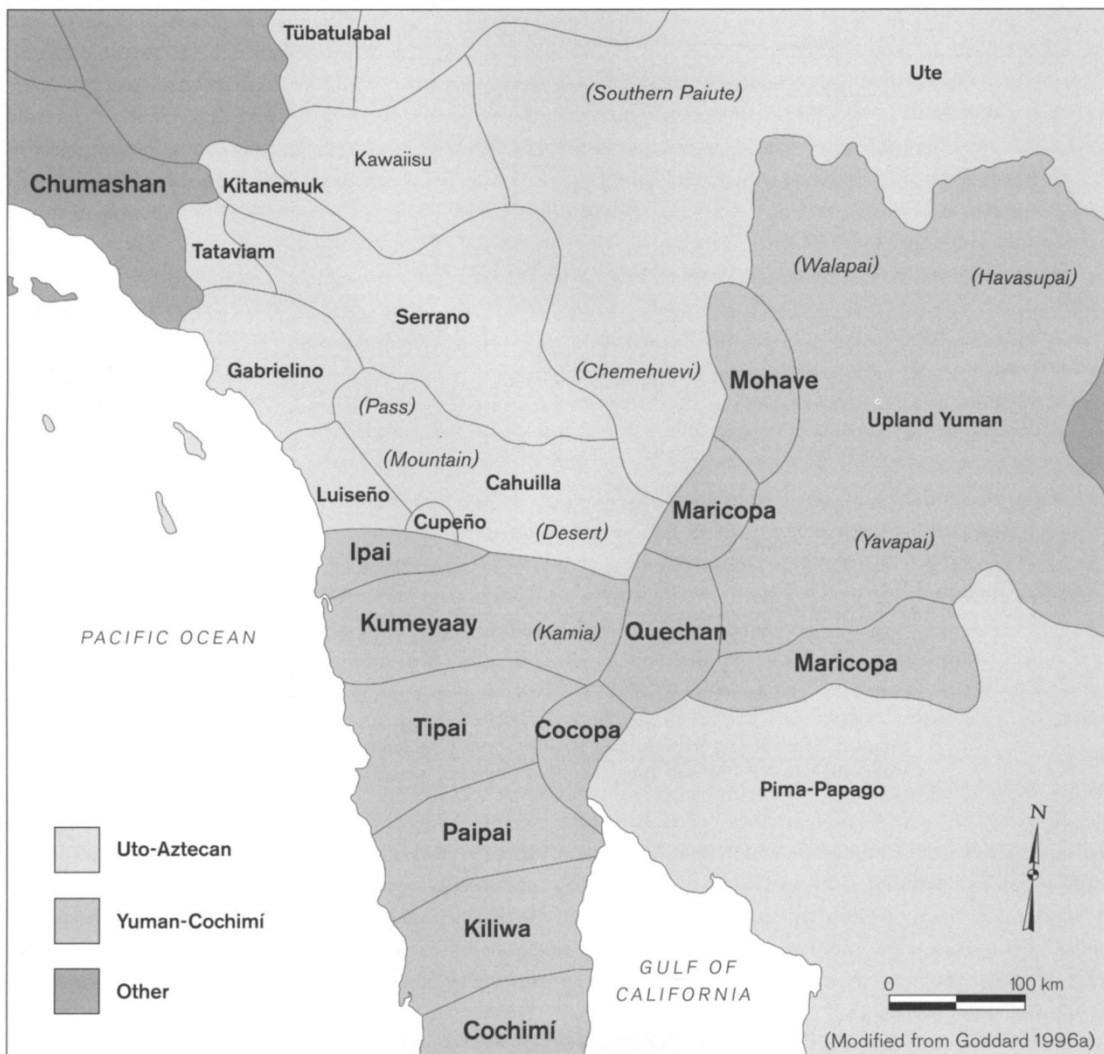 Tübatulabal
Ute
(Southern Paiute)
Kawaiisu
Chumashan
Kitanemuk
Tataviam
(Walapai)
(Havasupai)
Serrano
Gabrielino
(Chemehuevi)
Mohave
(Pass)
Upland Yuman
(Mountain)
Cahuilla
Luiseño
Maricopa
Cupeño
(Desert)
(Yavapai)
Ipai
Kumeyaay
(Kamia)
Quechan
PACIFIC OCEAN
Maricopa
Tipai
Cocopa
Pima-Papago
N
Paipai
Uto-Aztecan
Yuman-Cochimí
Kiliwa
GULF OF
CALIFORNIA
Other
0 100 km
Cochimí
(Modified from Goddard 1996a)